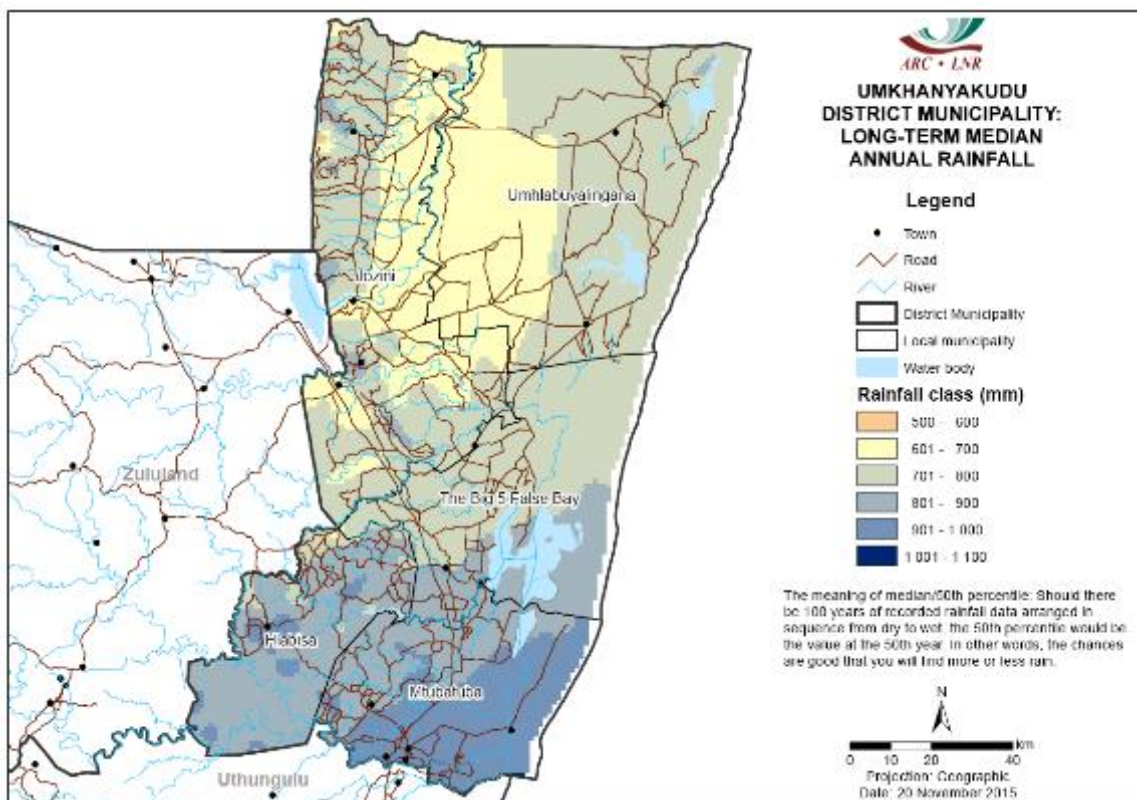 ARC • LNR
UMKHANYAKUDU
DISTRICT MUNICIPALITY:
LONG-TERM MEDIAN
ANNUAL RAINFALL
Legend
Town
Road
River
District Municipality
Local municipality
Water body
Rainfall class (mm)
500 - 600
601 - 700
701 - 800
801 - 900
901 - 1 000
1 001 - 1 100
The meaning of median/50th percentile: Should there
be 100 years of recorded rainfall data arranged in
sequence from dry to wet, the 50th percentile would be
the value at the 50th year. In other words, the chances
are good that you will find more or less rain.
N
km
0 10 20 40
Projection: Geographic
Date: 20 November 2015
Umhlabuyalingana
Jozini
Zululand
The Big 5 False Bay
Hlabisa
Mtubatuba
Uthungulu